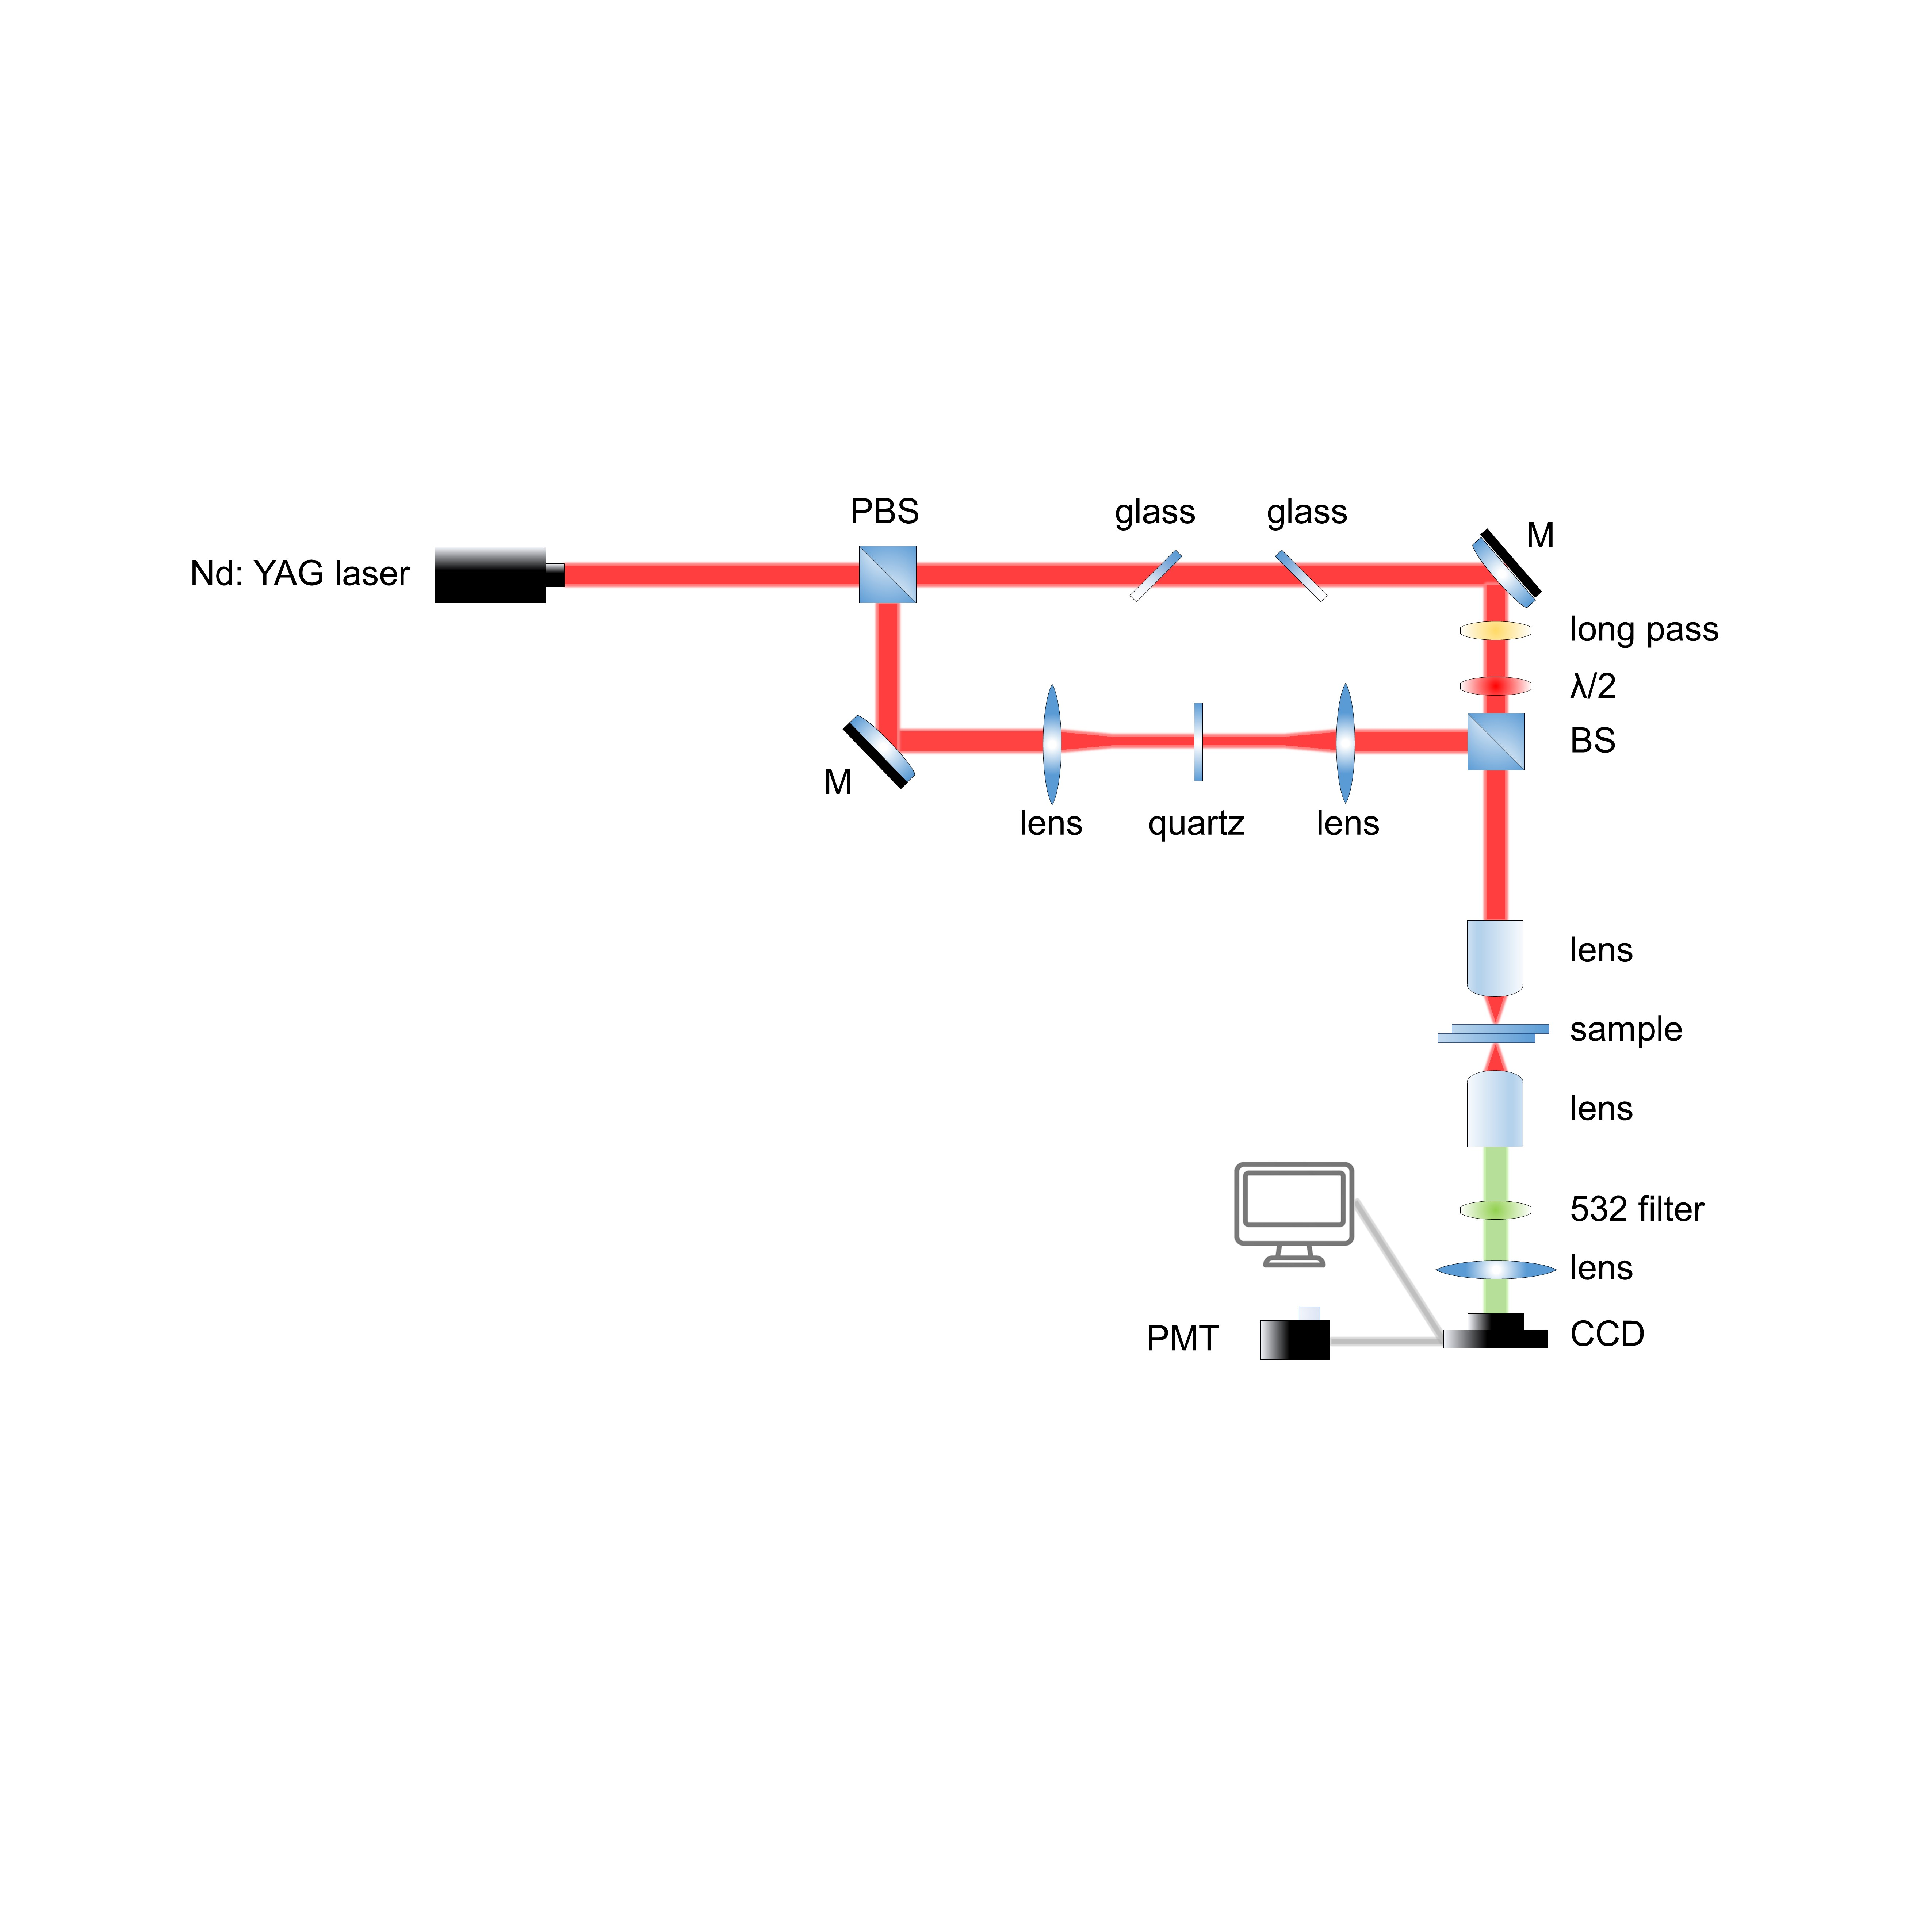 PBS
glass
glass
M
Nd: YAG laser
long pass
λ/2
BS
M
lens
quartz
lens
lens
sample
lens
532 filter
lens
PMT
CCD